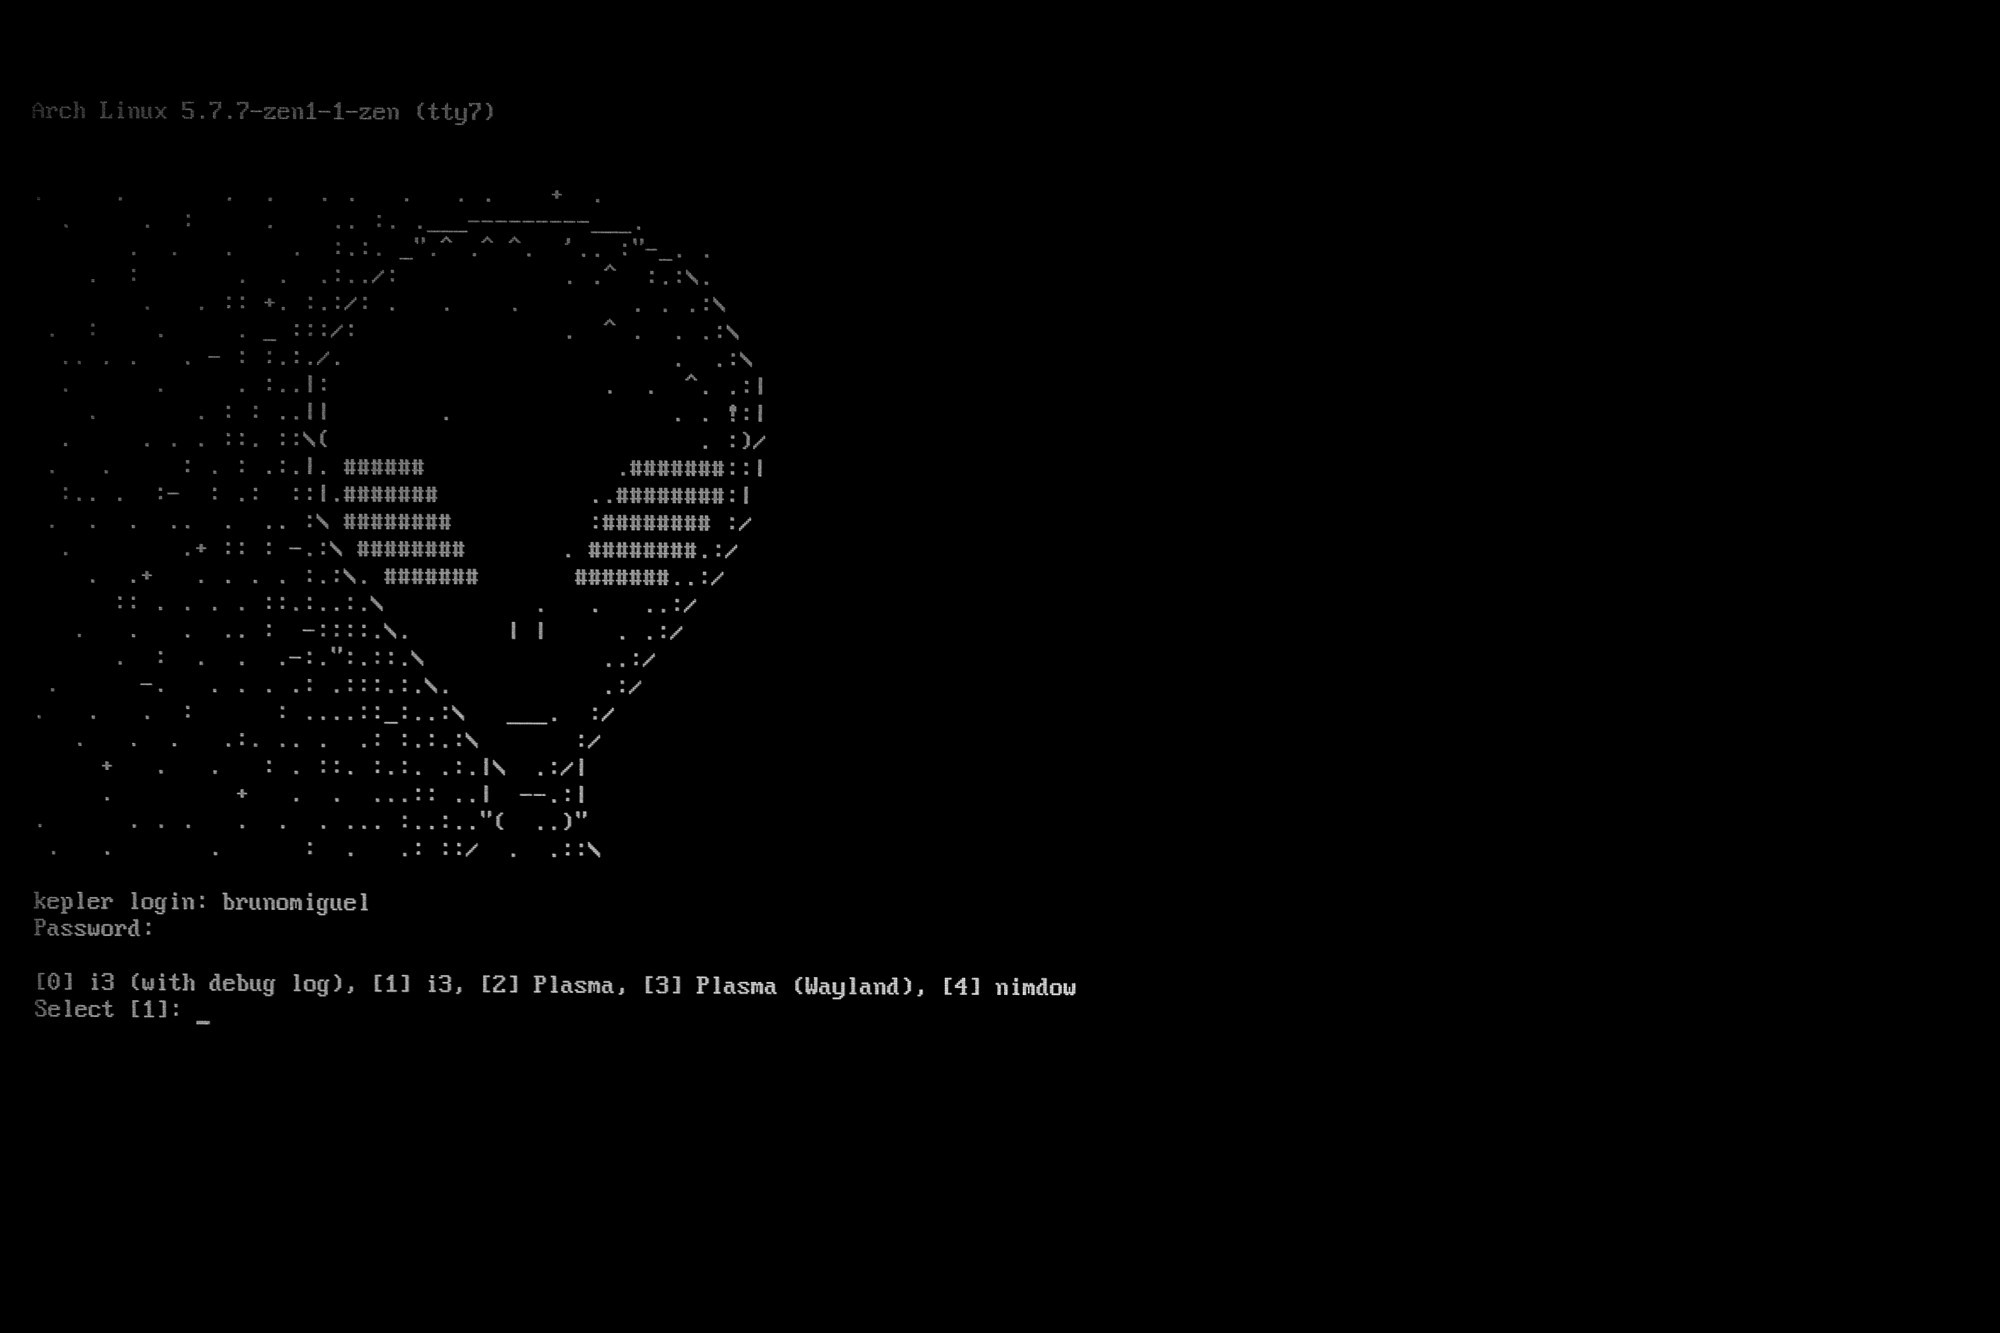 Arch Linux 5.7.7-zen1-1-zen (tty7)
kepler login: brunomiguel
Password:
[0] i3 (with debug log), [1] i3, [2] Plasma, [3] Plasma (Wayland), [4] nimdow
Select [1]: _